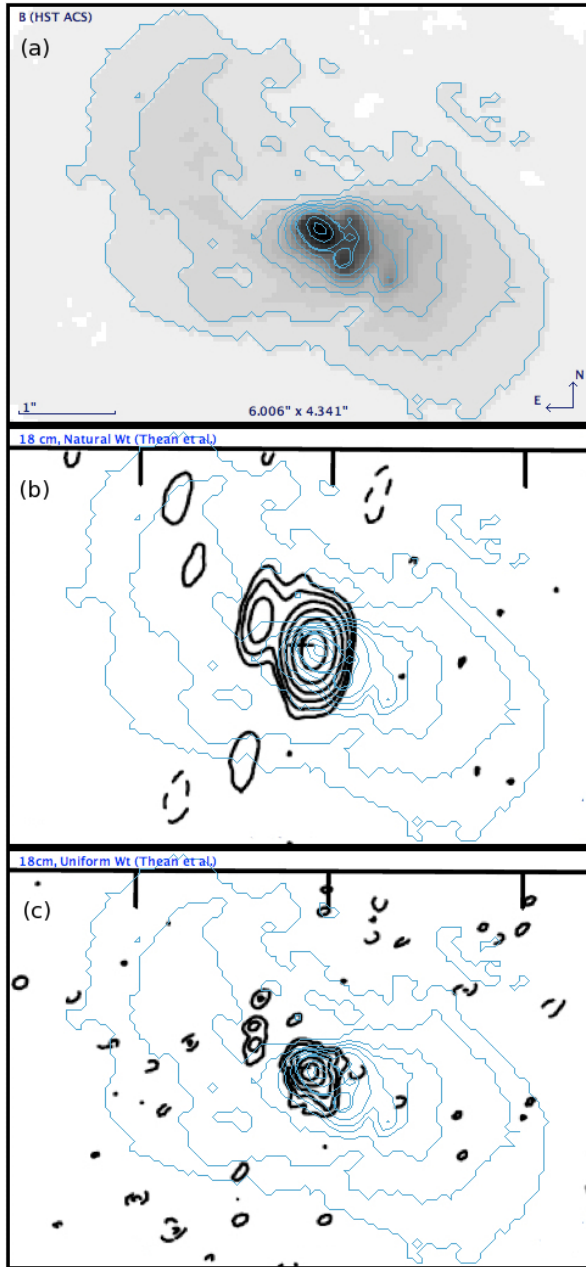 B (HST ACS)
(a)
N
E
1"
6.006" x 4.341"
18 cm, Natural Wt (Thean et al.)
(b)
18cm, Uniform Wt (Thean et al.)
(c)